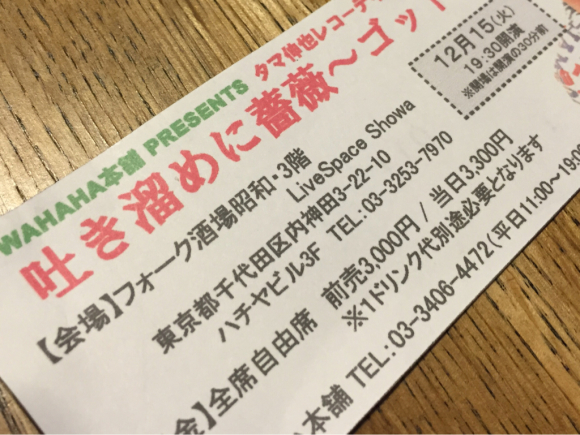 WAHAHA本舗 PRESENTS タマ伸也レコーデ
吐き溜めに薔薇～ゴット
12月15(火)
19:30開演
※開場は開演の30分前
【会場】フォーク酒場昭和・3階
LiveSpace Showa
東京都千代田区内神田3-22-10
ハチヤビル3F TEL:03-3253-7970
金】全席自由席 前売3,000円 / 当日3,300円
※1ドリンク代別途必要となります
本舗 TEL:03-3406-4472(平日11:00～19:0